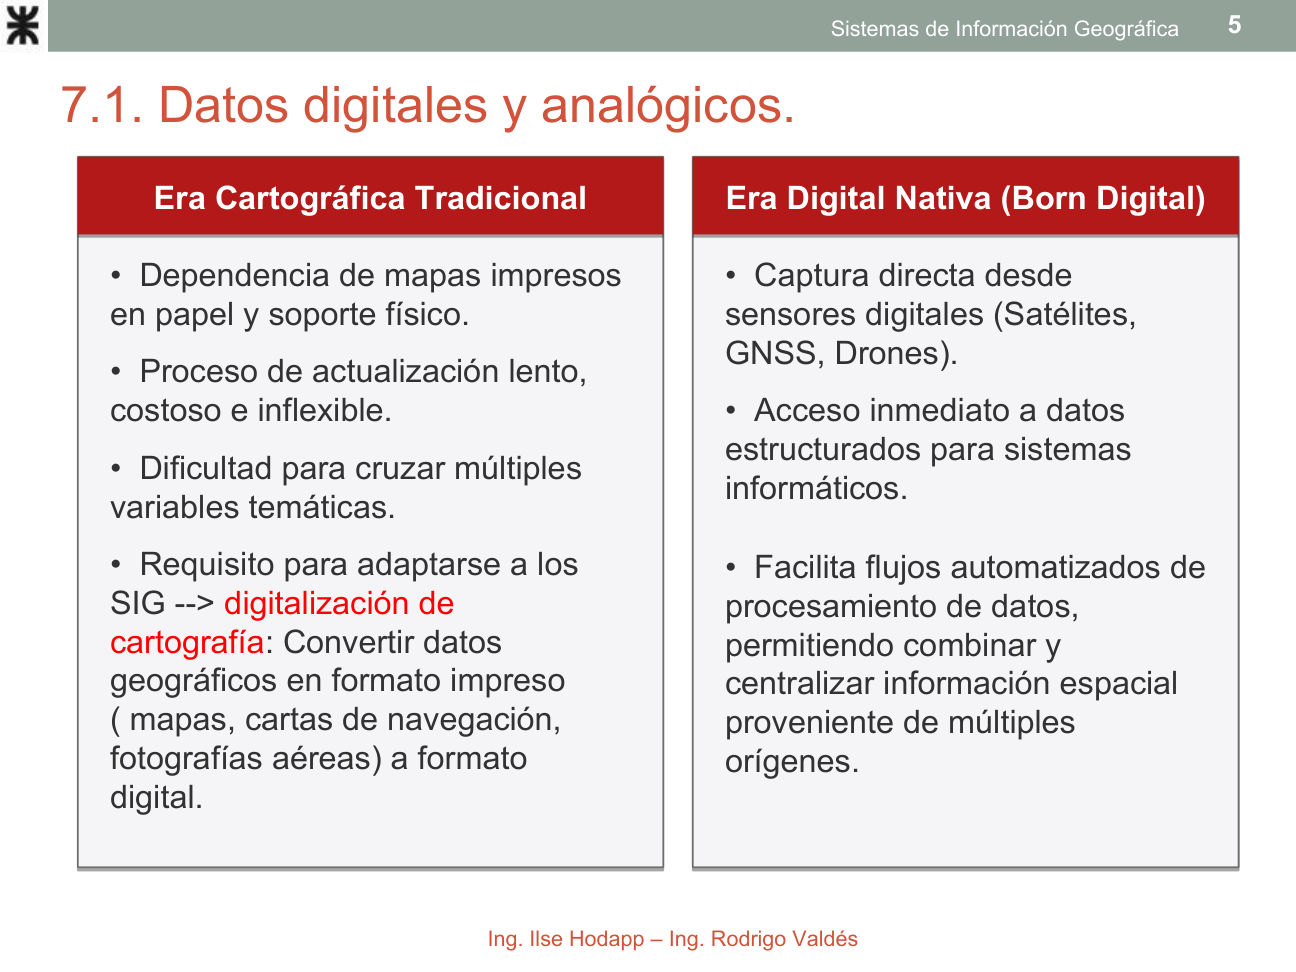 Sistemas de Información Geográfica 5
7.1. Datos digitales y analógicos.
Era Cartográfica Tradicional
• Dependencia de mapas impresos
en papel y soporte físico.
• Proceso de actualización lento,
costoso e inflexible.
• Dificultad para cruzar múltiples
variables temáticas.
• Requisito para adaptarse a los
SIG --> digitalización de
cartografía: Convertir datos
geográficos en formato impreso
( mapas, cartas de navegación,
fotografías aéreas) a formato
digital.
Era Digital Nativa (Born Digital)
• Captura directa desde
sensores digitales (Satélites,
GNSS, Drones).
• Acceso inmediato a datos
estructurados para sistemas
informáticos.
• Facilita flujos automatizados de
procesamiento de datos,
permitiendo combinar y
centralizar información espacial
proveniente de múltiples
orígenes.
Ing. Ilse Hodapp – Ing. Rodrigo Valdés